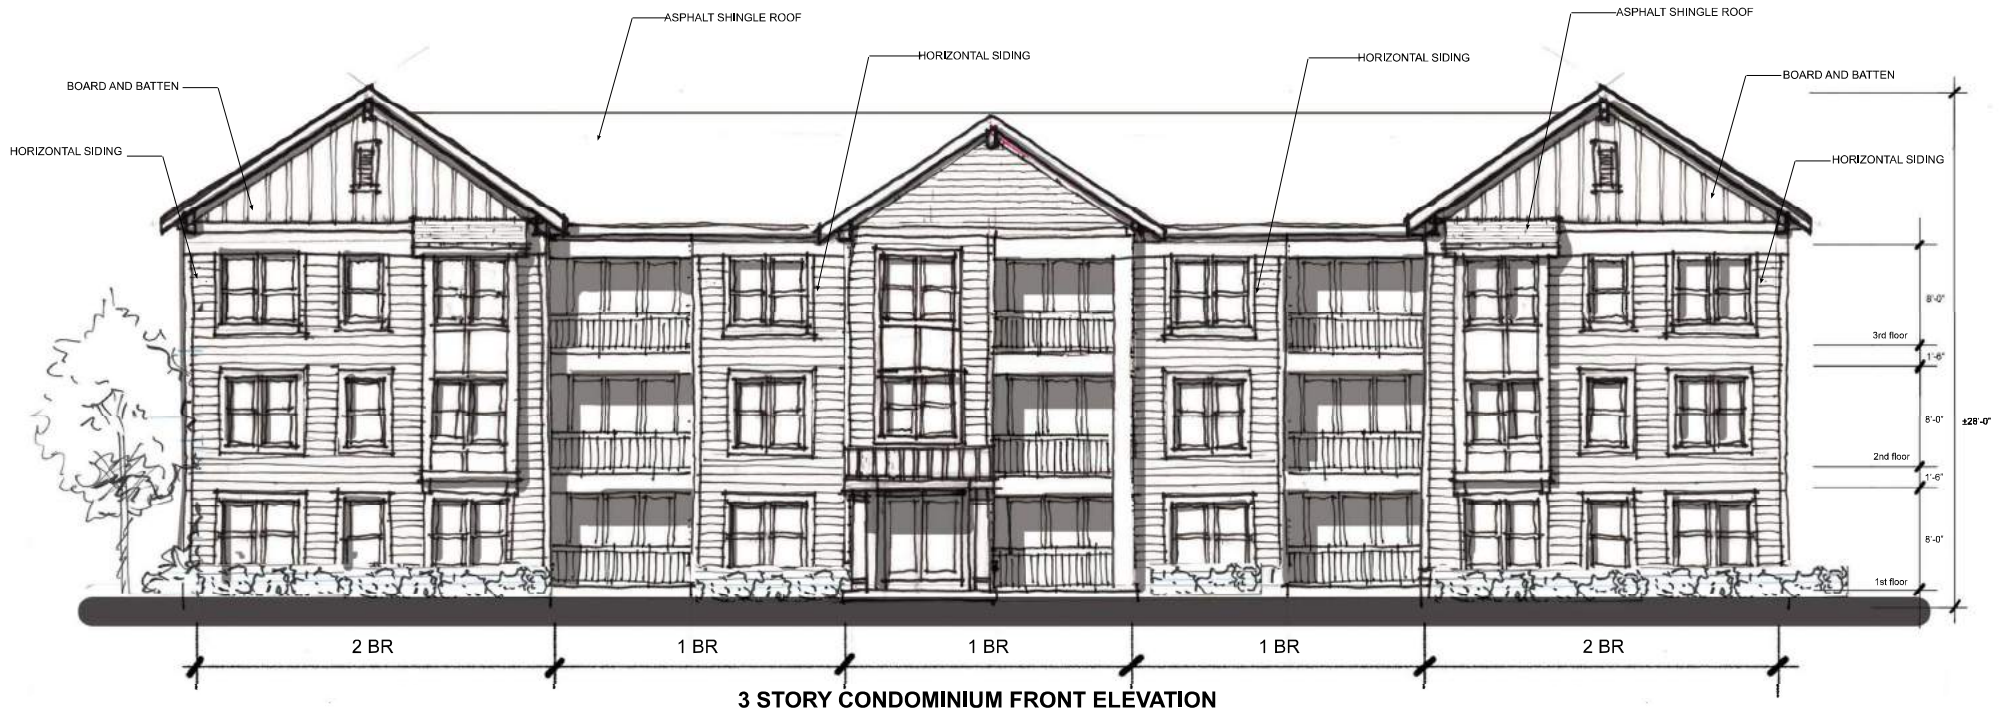 ASPHALT SHINGLE ROOF
ASPHALT SHINGLE ROOF
HORIZONTAL SIDING
HORIZONTAL SIDING
BOARD AND BATTEN
BOARD AND BATTEN
HORIZONTAL SIDING
HORIZONTAL SIDING
8'-0"
3rd floor
1'-6"
8'-0"
±28'-0"
2nd floor
1'-6"
8'-0"
1st floor
2 BR
1 BR
1 BR
1 BR
2 BR
3 STORY CONDOMINIUM FRONT ELEVATION